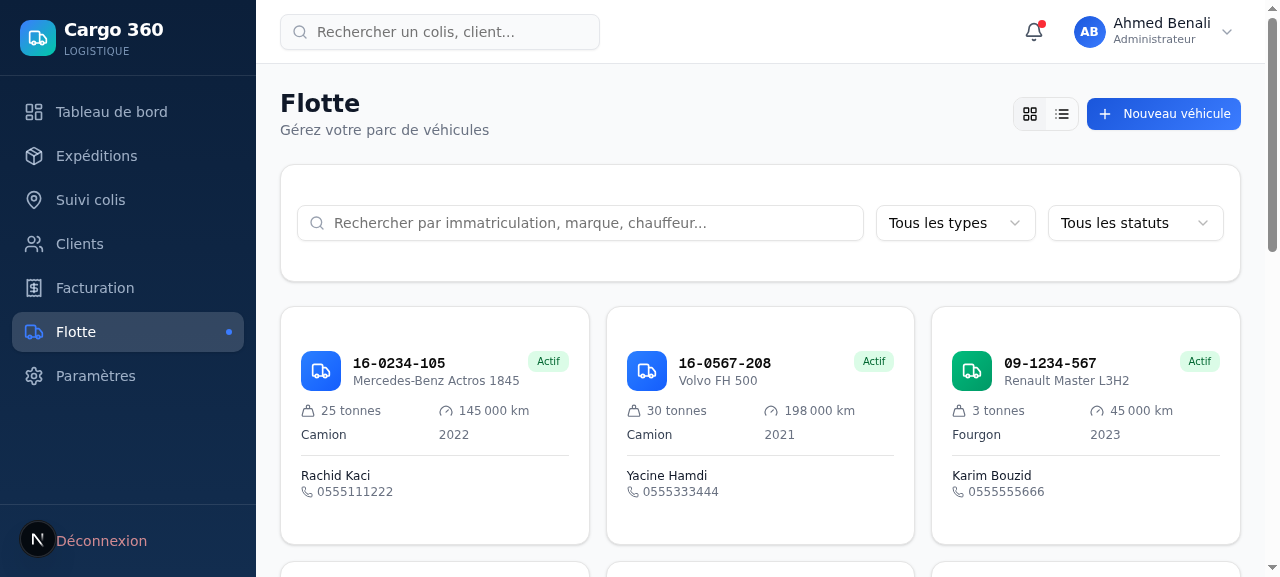 Cargo 360
LOGISTIQUE
Tableau de bord
Expéditions
Suivi colis
Clients
Facturation
Flotte
Paramètres
N
Déconnexion
Rechercher un colis, client...
AB
Ahmed Benali
Administrateur
Flotte
Gérez votre parc de véhicules
Nouveau véhicule
Rechercher par immatriculation, marque, chauffeur...
Tous les types
Tous les statuts
16-0234-105
Actif
Mercedes-Benz Actros 1845
25 tonnes
145 000 km
Camion
2022
Rachid Kaci
0555111222
16-0567-208
Actif
Volvo FH 500
30 tonnes
198 000 km
Camion
2021
Yacine Hamdi
0555333444
09-1234-567
Actif
Renault Master L3H2
3 tonnes
45 000 km
Fourgon
2023
Karim Bouzid
0555555666